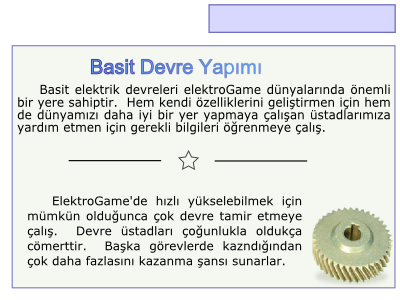 Basit Devre Yapımı
Basit elektrik devreleri elektroGame dünyalarında önemli
bir yere sahiptir.  Hem kendi özelliklerini geliştirmen için hem
de dünyamızı daha iyi bir yer yapmaya çalışan üstadlarımıza
yardım etmen için gerekli bilgileri öğrenmeye çalış.
ElektroGame'de hızlı yükselebilmek için
mümkün olduğunca çok devre tamir etmeye
çalış.  Devre üstadları çoğunlukla oldukça
cömerttir.  Başka görevlerde kazndığından
çok daha fazlasını kazanma şansı sunarlar.